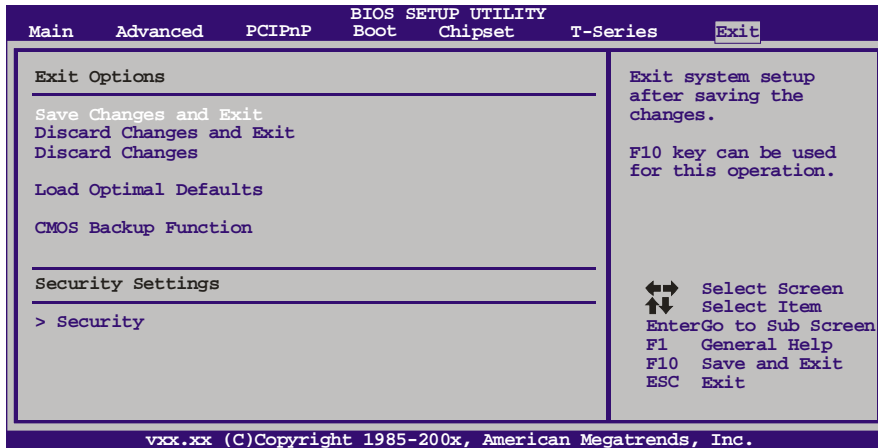 BIOS SETUP UTILITY
Main Advanced PCIPnP Boot Chipset T-Series Exit
Exit Options
Save Changes and Exit
Discard Changes and Exit
Discard Changes
Load Optimal Defaults
CMOS Backup Function
Security Settings
> Security
Exit system setup
after saving the
changes.
F10 key can be used
for this operation.
Select Screen
Select Item
EnterGo to Sub Screen
F1 General Help
F10 Save and Exit
ESC Exit
vxx.xx (C)Copyright 1985-200x, American Megatrends, Inc.